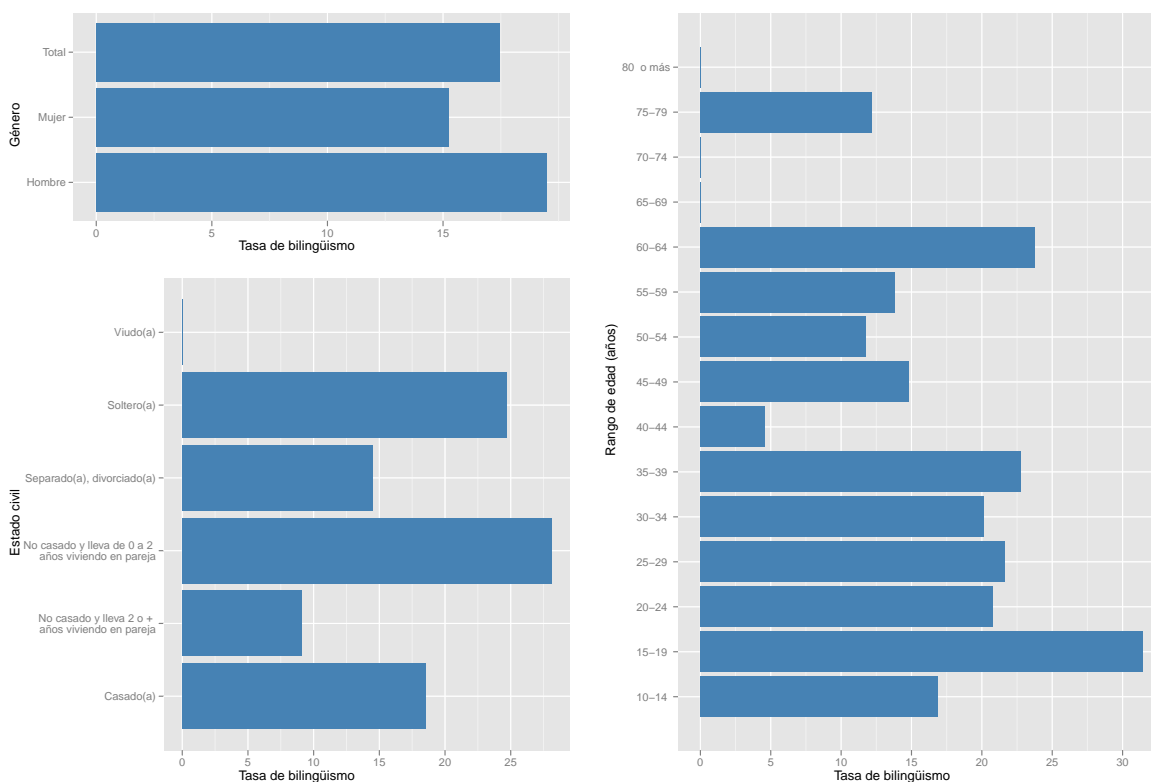 Género
Total
Mujer
Hombre
0 5 10 15
Tasa de bilingüismo
Estado civil
Viudo(a)
Soltero(a)
Separado(a), divorciado(a)
No casado y lleva de 0 a 2
años viviendo en pareja
No casado y lleva 2 o +
años viviendo en pareja
Casado(a)
0 5 10 15 20 25
Tasa de bilingüismo
Rango de edad (años)
80 o más
75−79
70−74
65−69
60−64
55−59
50−54
45−49
40−44
35−39
30−34
25−29
20−24
15−19
10−14
0 5 10 15 20 25 30
Tasa de bilingüismo